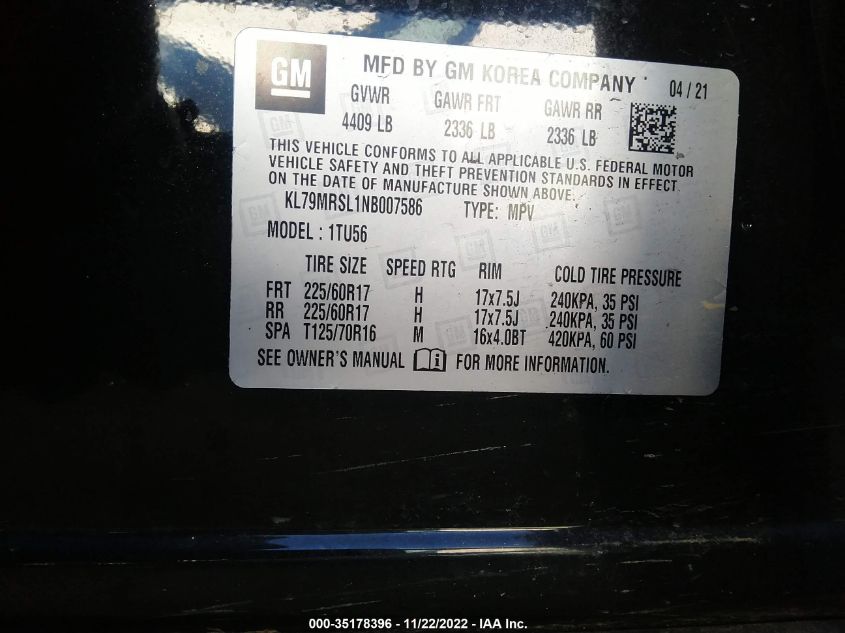 GM MFD BY GM KOREA COMPANY 04 / 21
GVWR GAWR FRT GAWR RR
4409 LB 2336 LB 2336 LB
THIS VEHICLE CONFORMS TO ALL APPLICABLE U.S. FEDERAL MOTOR
VEHICLE SAFETY AND THEFT PREVENTION STANDARDS IN EFFECT
ON THE DATE OF MANUFACTURE SHOWN ABOVE.
KL79MRSL1NB007586 TYPE: MPV
MODEL : 1TU56
TIRE SIZE SPEED RTG RIM COLD TIRE PRESSURE
FRT 225/60R17 H 17x7.5J 240KPA, 35 PSI
RR 225/60R17 H 17x7.5J 240KPA, 35 PSI
SPA T125/70R16 M 16x4.0BT 420KPA, 60 PSI
SEE OWNER'S MANUAL i FOR MORE INFORMATION.
000-35178396 - 11/22/2022 - IAA Inc.